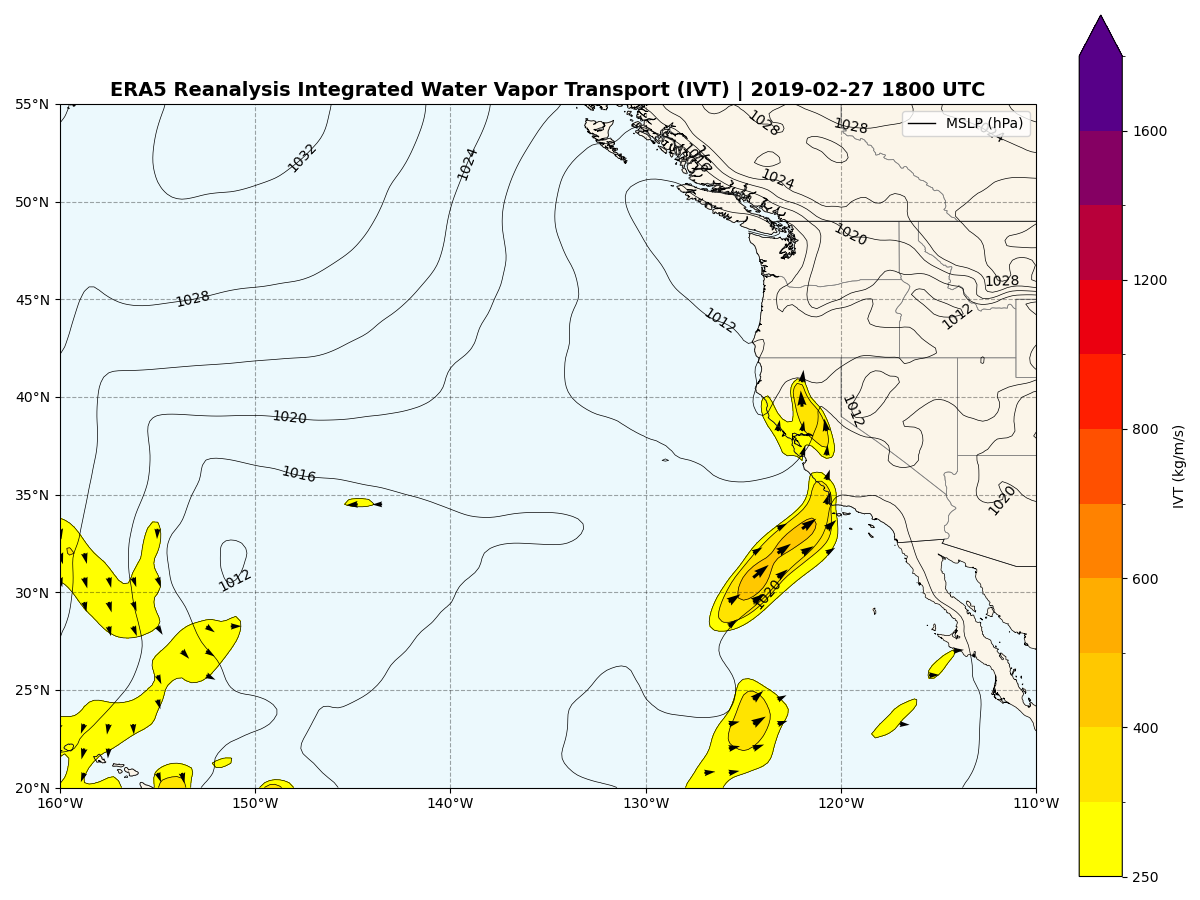 ERA5 Reanalysis Integrated Water Vapor Transport (IVT) | 2019-02-27 1800 UTC
MSLP (hPa)
55°N
50°N
45°N
40°N
35°N
30°N
25°N
20°N
160°W
150°W
140°W
130°W
120°W
110°W
1032
1024
1028
1028
1024
1020
1028
1028
1012
1012
1012
1020
1016
1020
1012
1020
1600
1200
800
600
400
250
IVT (kg/m/s)